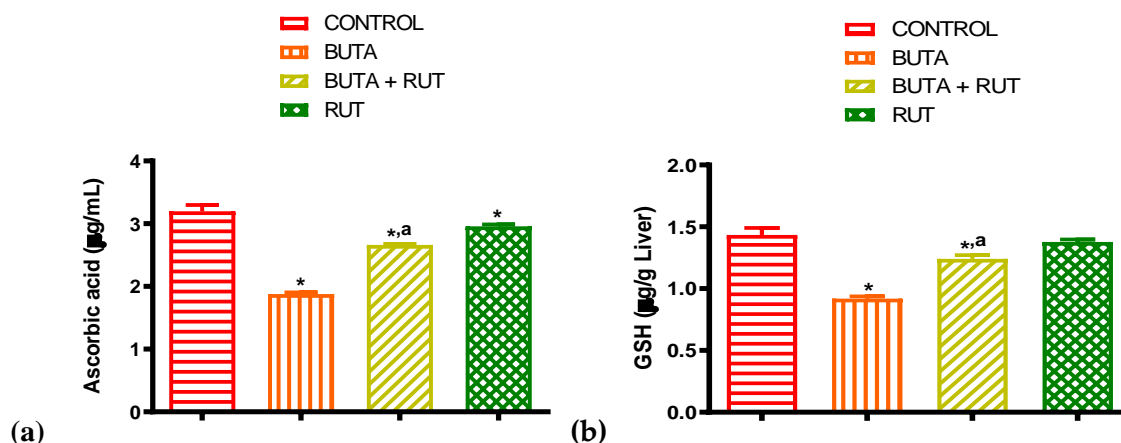 CONTROL
BUTA
BUTA + RUT
RUT
Ascorbic acid (µg/mL)
4
3
2
1
0
*
*,a
*
(a)
CONTROL
BUTA
BUTA + RUT
RUT
GSH (µg/g Liver)
2.0
1.5
1.0
0.5
0.0
*
*,a
(b)